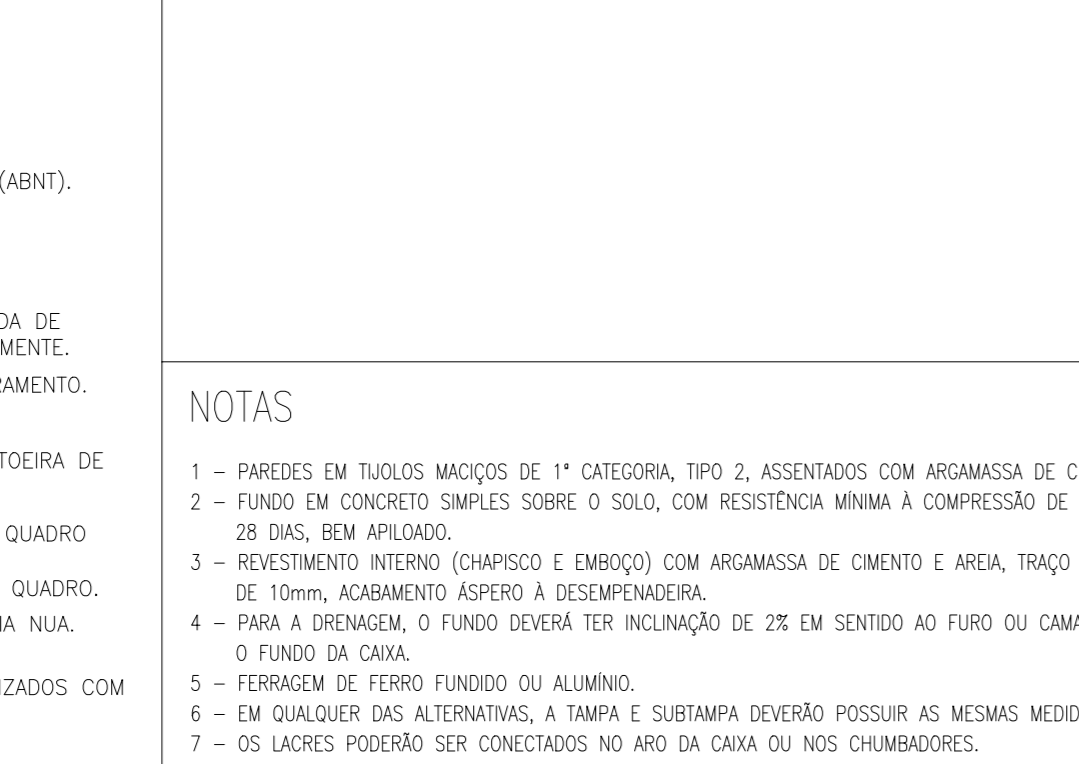 (ABNT).
DA DE
MENTE.
RAMENTO.
TOEIRA DE
QUADRO
QUADRO.
NUA.
IZADOS COM
NOTAS
1 – PAREDES EM TIJOLOS MACIÇOS DE 1ª CATEGORIA, TIPO 2, ASSENTADOS COM ARGAMASSA DE C
2 – FUNDO EM CONCRETO SIMPLES SOBRE O SOLO, COM RESISTÊNCIA MÍNIMA À COMPRESSÃO DE
28 DIAS, BEM APILOADO.
3 – REVESTIMENTO INTERNO (CHAPISCO E EMBOÇO) COM ARGAMASSA DE CIMENTO E AREIA, TRAÇO
DE 10mm, ACABAMENTO ÁSPERO À DESEMPENADEIRA.
4 – PARA A DRENAGEM, O FUNDO DEVERÁ TER INCLINAÇÃO DE 2% EM SENTIDO AO FURO OU CAMA
O FUNDO DA CAIXA.
5 – FERRAGEM DE FERRO FUNDIDO OU ALUMÍNIO.
6 – EM QUALQUER DAS ALTERNATIVAS, A TAMPA E SUBTAMPA DEVERÃO POSSUIR AS MESMAS MEDID
7 – OS LACRES PODERÃO SER CONECTADOS NO ARO DA CAIXA OU NOS CHUMBADORES.